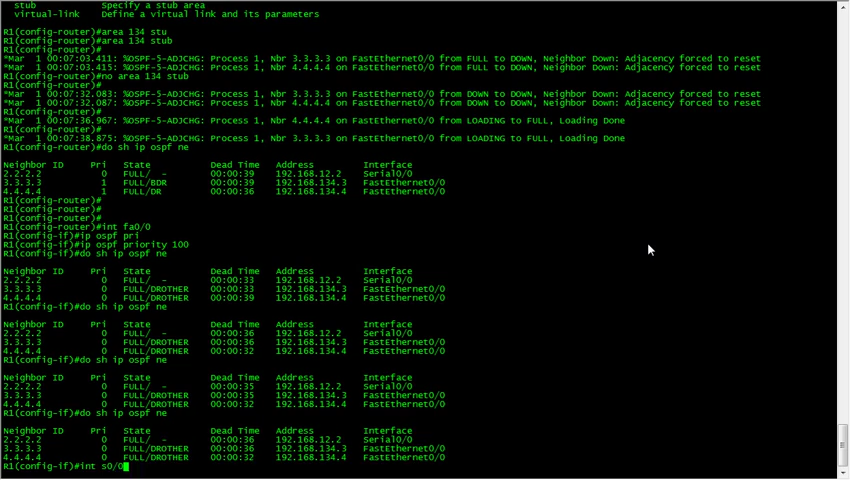 stub          Specify a stub area
virtual-link  Define a virtual link and its parameters
R1(config-router)#area 134 stu
R1(config-router)#area 134 stub
R1(config-router)#
*Mar  1 00:07:03.411: %OSPF-5-ADJCHG: Process 1, Nbr 3.3.3.3 on FastEthernet0/0 from FULL to DOWN, Neighbor Down: Adjacency forced to reset
*Mar  1 00:07:03.415: %OSPF-5-ADJCHG: Process 1, Nbr 4.4.4.4 on FastEthernet0/0 from FULL to DOWN, Neighbor Down: Adjacency forced to reset
R1(config-router)#no area 134 stub
R1(config-router)#
*Mar  1 00:07:32.083: %OSPF-5-ADJCHG: Process 1, Nbr 3.3.3.3 on FastEthernet0/0 from DOWN to DOWN, Neighbor Down: Adjacency forced to reset
*Mar  1 00:07:32.087: %OSPF-5-ADJCHG: Process 1, Nbr 4.4.4.4 on FastEthernet0/0 from DOWN to DOWN, Neighbor Down: Adjacency forced to reset
R1(config-router)#
*Mar  1 00:07:36.967: %OSPF-5-ADJCHG: Process 1, Nbr 4.4.4.4 on FastEthernet0/0 from LOADING to FULL, Loading Done
R1(config-router)#
*Mar  1 00:07:38.875: %OSPF-5-ADJCHG: Process 1, Nbr 3.3.3.3 on FastEthernet0/0 from LOADING to FULL, Loading Done
R1(config-router)#do sh ip ospf ne
Neighbor ID     Pri   State           Dead Time   Address         Interface
2.2.2.2           0   FULL/  -        00:00:39    192.168.12.2    Serial0/0
3.3.3.3           1   FULL/BDR        00:00:39    192.168.134.3   FastEthernet0/0
4.4.4.4           1   FULL/DR         00:00:36    192.168.134.4   FastEthernet0/0
R1(config-router)#
R1(config-router)#
R1(config-router)#
R1(config-router)#int fa0/0
R1(config-if)#ip ospf pri
R1(config-if)#ip ospf priority 100
R1(config-if)#do sh ip ospf ne
Neighbor ID     Pri   State           Dead Time   Address         Interface
2.2.2.2           0   FULL/  -        00:00:33    192.168.12.2    Serial0/0
3.3.3.3           0   FULL/DROTHER    00:00:33    192.168.134.3   FastEthernet0/0
4.4.4.4           0   FULL/DROTHER    00:00:39    192.168.134.4   FastEthernet0/0
R1(config-if)#do sh ip ospf ne
Neighbor ID     Pri   State           Dead Time   Address         Interface
2.2.2.2           0   FULL/  -        00:00:36    192.168.12.2    Serial0/0
3.3.3.3           0   FULL/DROTHER    00:00:36    192.168.134.3   FastEthernet0/0
4.4.4.4           0   FULL/DROTHER    00:00:32    192.168.134.4   FastEthernet0/0
R1(config-if)#do sh ip ospf ne
Neighbor ID     Pri   State           Dead Time   Address         Interface
2.2.2.2           0   FULL/  -        00:00:35    192.168.12.2    Serial0/0
3.3.3.3           0   FULL/DROTHER    00:00:35    192.168.134.3   FastEthernet0/0
4.4.4.4           0   FULL/DROTHER    00:00:32    192.168.134.4   FastEthernet0/0
R1(config-if)#do sh ip ospf ne
Neighbor ID     Pri   State           Dead Time   Address         Interface
2.2.2.2           0   FULL/  -        00:00:36    192.168.12.2    Serial0/0
3.3.3.3           0   FULL/DROTHER    00:00:36    192.168.134.3   FastEthernet0/0
4.4.4.4           0   FULL/DROTHER    00:00:32    192.168.134.4   FastEthernet0/0
R1(config-if)#int s0/0